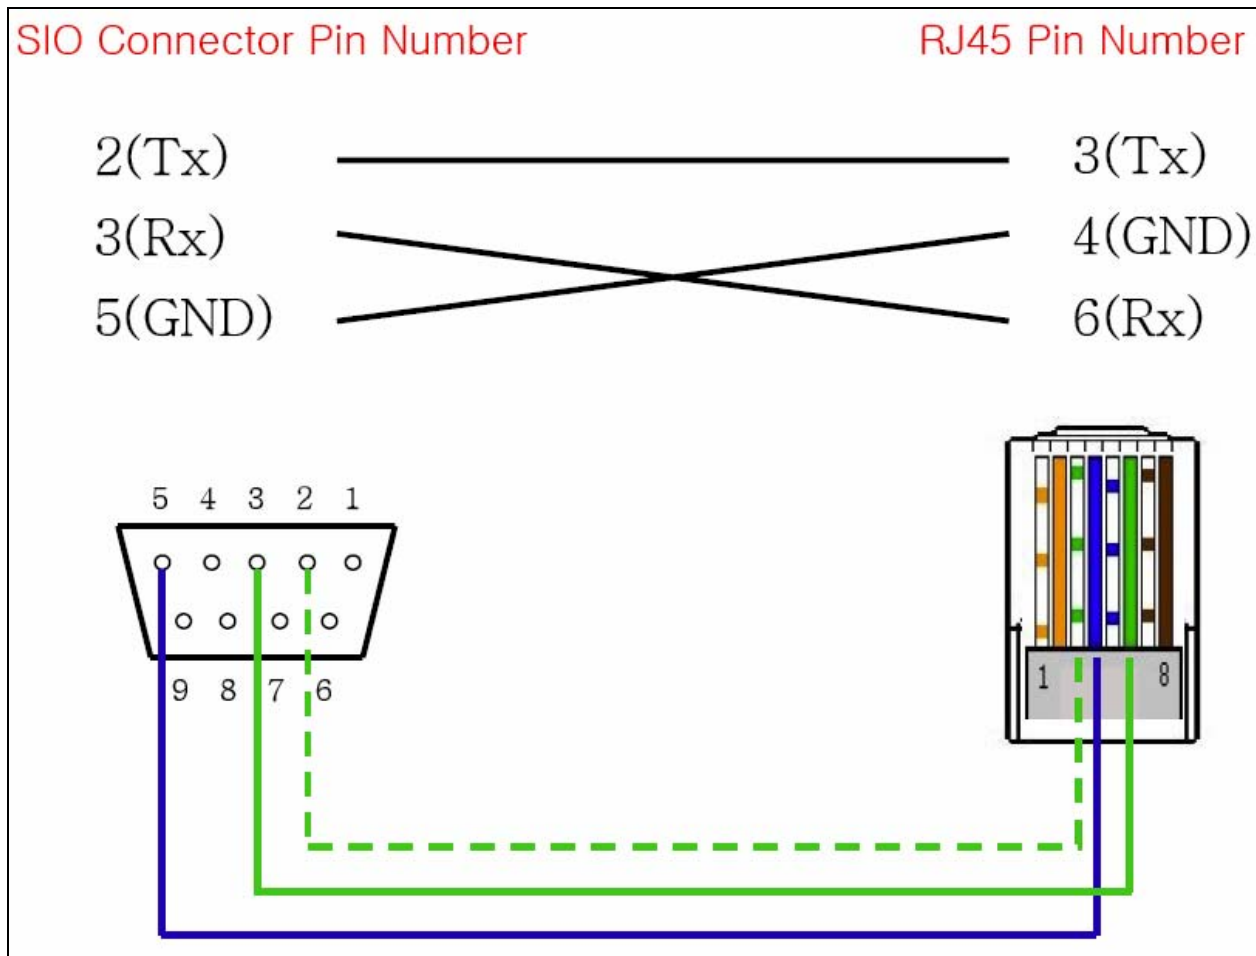 SIO Connector Pin Number RJ45 Pin Number
2(Tx) 3(Tx)
3(Rx) 4(GND)
5(GND) 6(Rx)
5 4 3 2 1
9 8 7 6
1 8